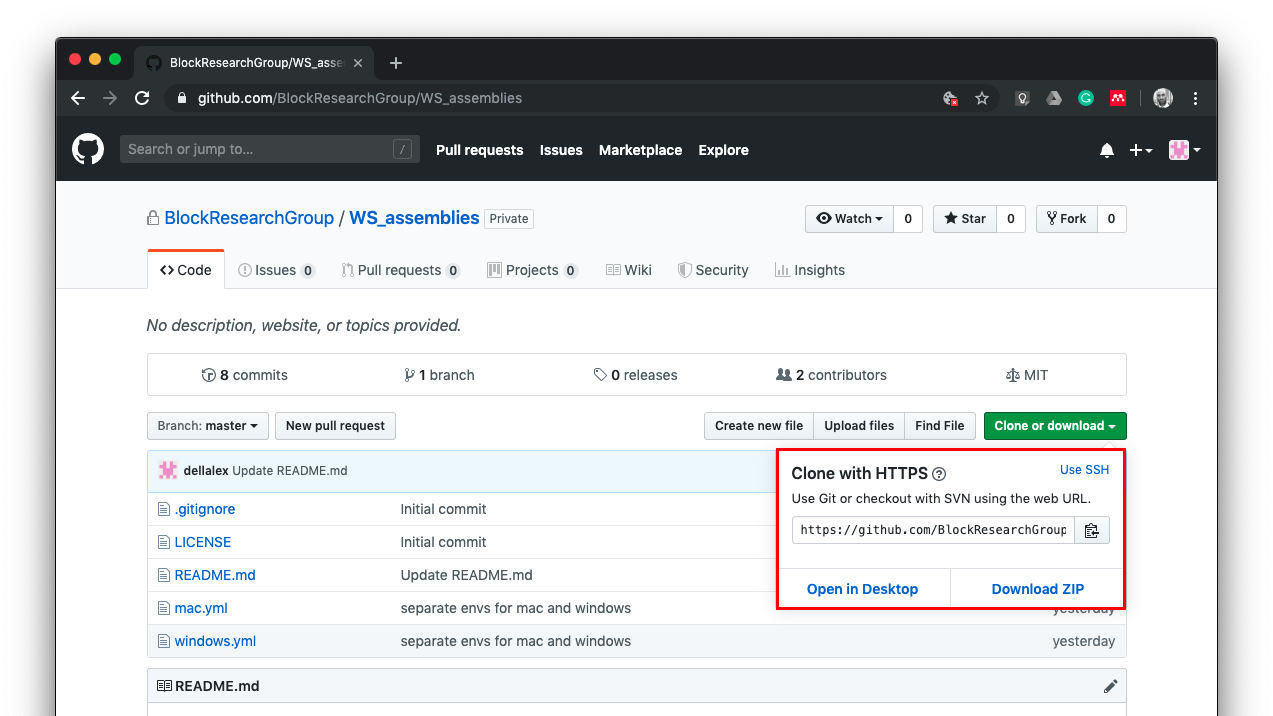 BlockResearchGroup/WS_asse
github.com/BlockResearchGroup/WS_assemblies
Search or jump to... /
Pull requests Issues Marketplace Explore
BlockResearchGroup / WS_assemblies Private
Watch 0 Star 0 Fork 0
Code Issues 0 Pull requests 0 Projects 0 Wiki Security Insights
No description, website, or topics provided.
8 commits 1 branch 0 releases 2 contributors MIT
Branch: master New pull request Create new file Upload files Find File Clone or download
dellalex Update README.md
Clone with HTTPS ? Use SSH
Use Git or checkout with SVN using the web URL.
https://github.com/BlockResearchGroup
Open in Desktop Download ZIP
.gitignore Initial commit
LICENSE Initial commit
README.md Update README.md
mac.yml separate envs for mac and windows yesterday
windows.yml separate envs for mac and windows yesterday
README.md